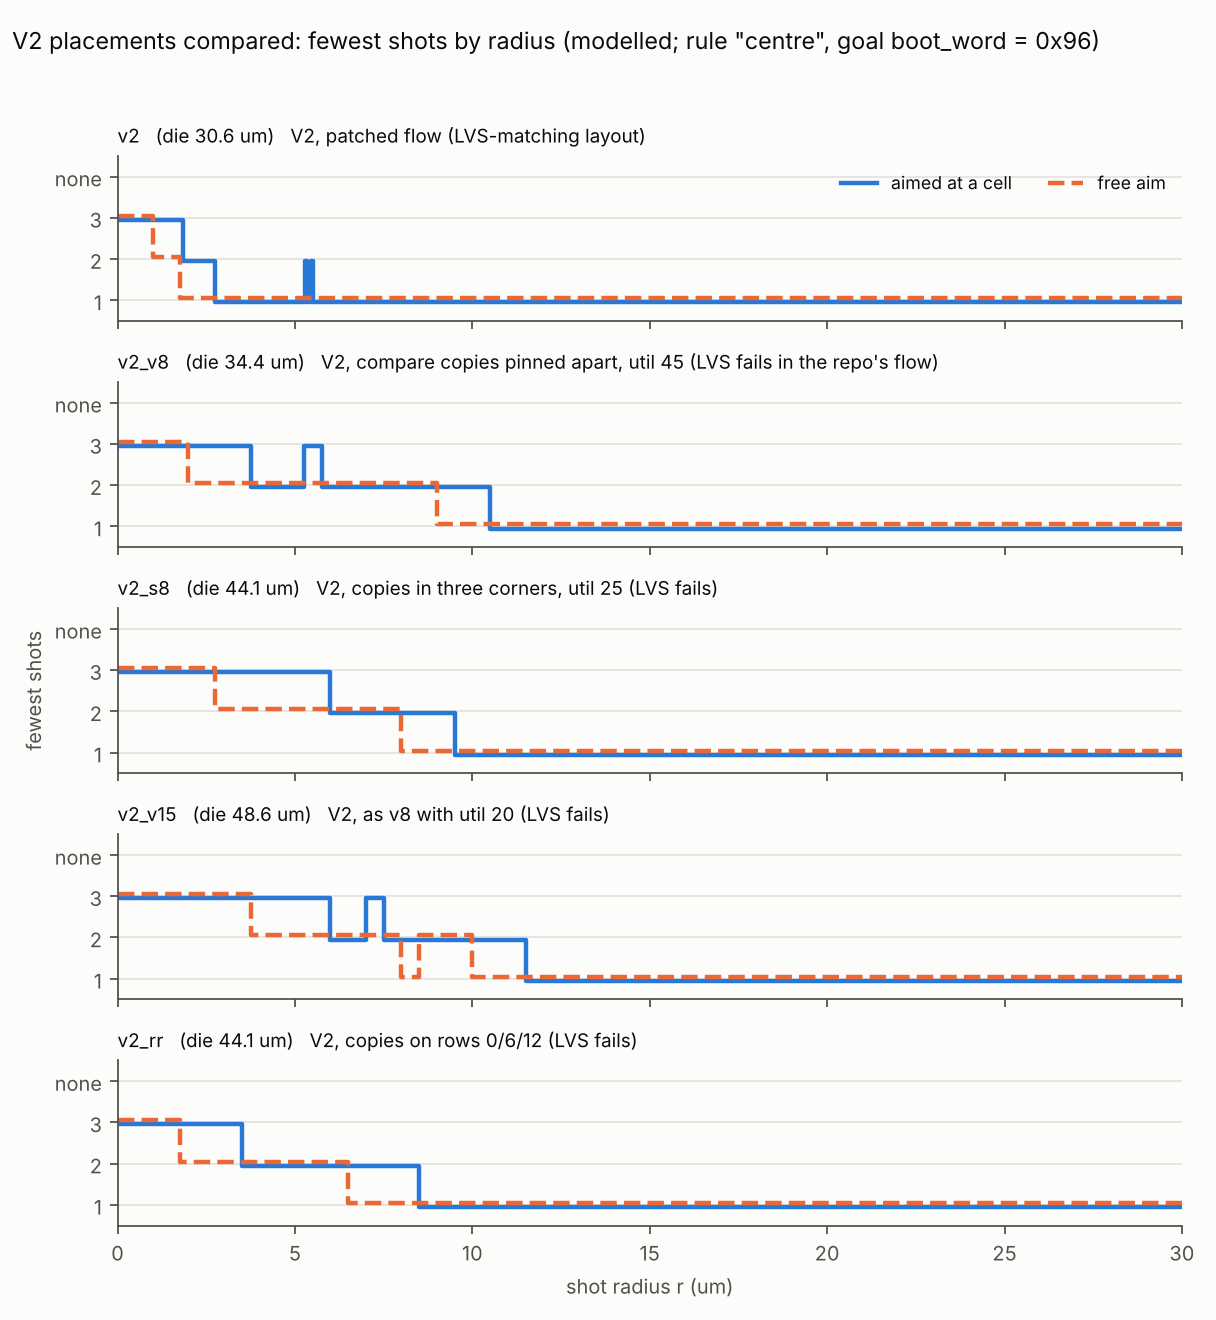 V2 placements compared: fewest shots by radius (modelled; rule "centre", goal boot_word = 0x96)
v2 (die 30.6 um) V2, patched flow (LVS-matching layout)
none
aimed at a cell
free aim
3
2
1
v2_v8 (die 34.4 um) V2, compare copies pinned apart, util 45 (LVS fails in the repo's flow)
none
3
2
1
v2_s8 (die 44.1 um) V2, copies in three corners, util 25 (LVS fails)
fewest shots
none
3
2
1
v2_v15 (die 48.6 um) V2, as v8 with util 20 (LVS fails)
none
3
2
1
v2_rr (die 44.1 um) V2, copies on rows 0/6/12 (LVS fails)
none
3
2
1
0 5 10 15 20 25 30
shot radius r (um)